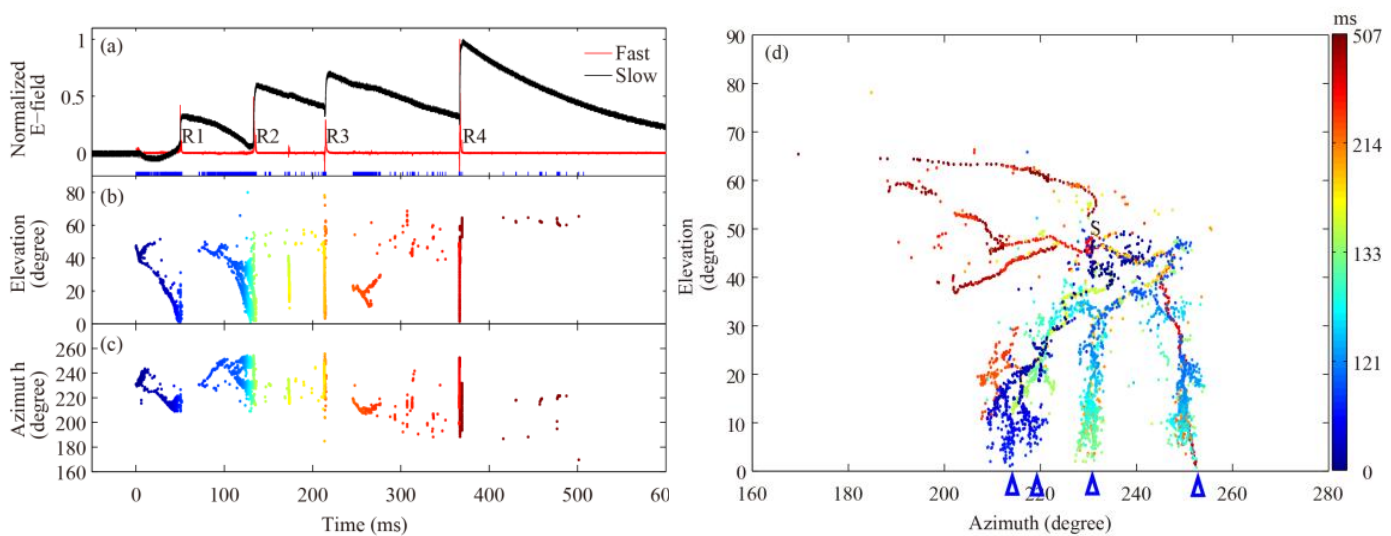 (a)
Fast
Slow
1
0.5
0
Normalized
E−field
R1
R2
R3
R4
(b)
80
60
40
20
0
Elevation
(degree)
(c)
260
240
220
200
180
160
Azimut h
(degree)
0 100 200 300 400 500 600
Time (ms)
(d)
90
80
70
60
50
40
30
20
10
0
Elevation
(degree)
S
160 180 200 220 240 260 280
Azimuth (degree)
ms
507
214
133
121
0